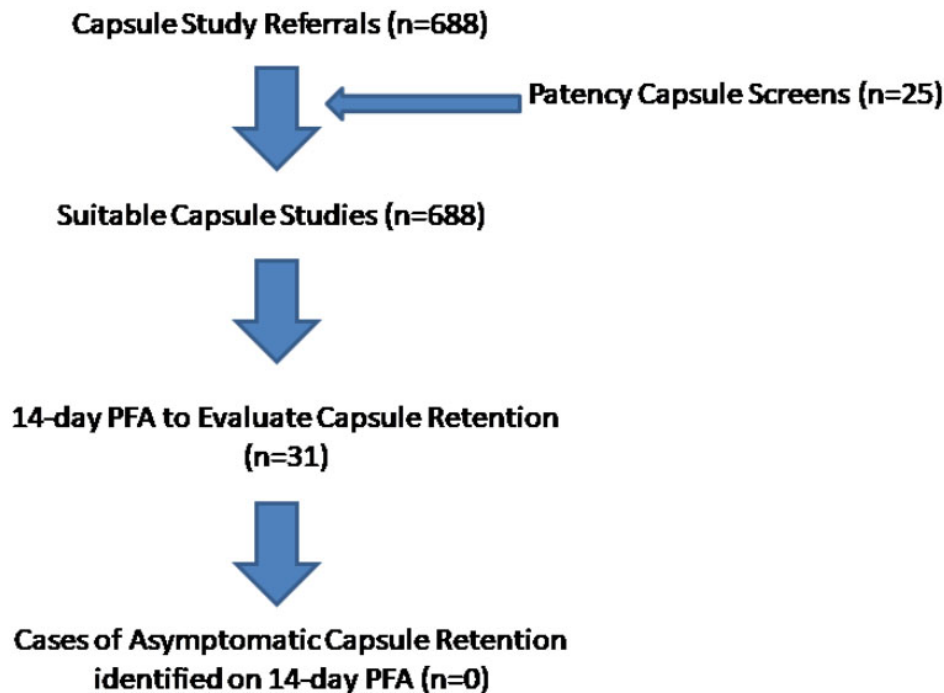 Capsule Study Referrals (n=688)
Patency Capsule Screens (n=25)
Suitable Capsule Studies (n=688)
14-day PFA to Evaluate Capsule Retention
(n=31)
Cases of Asymptomatic Capsule Retention
identified on 14-day PFA (n=0)